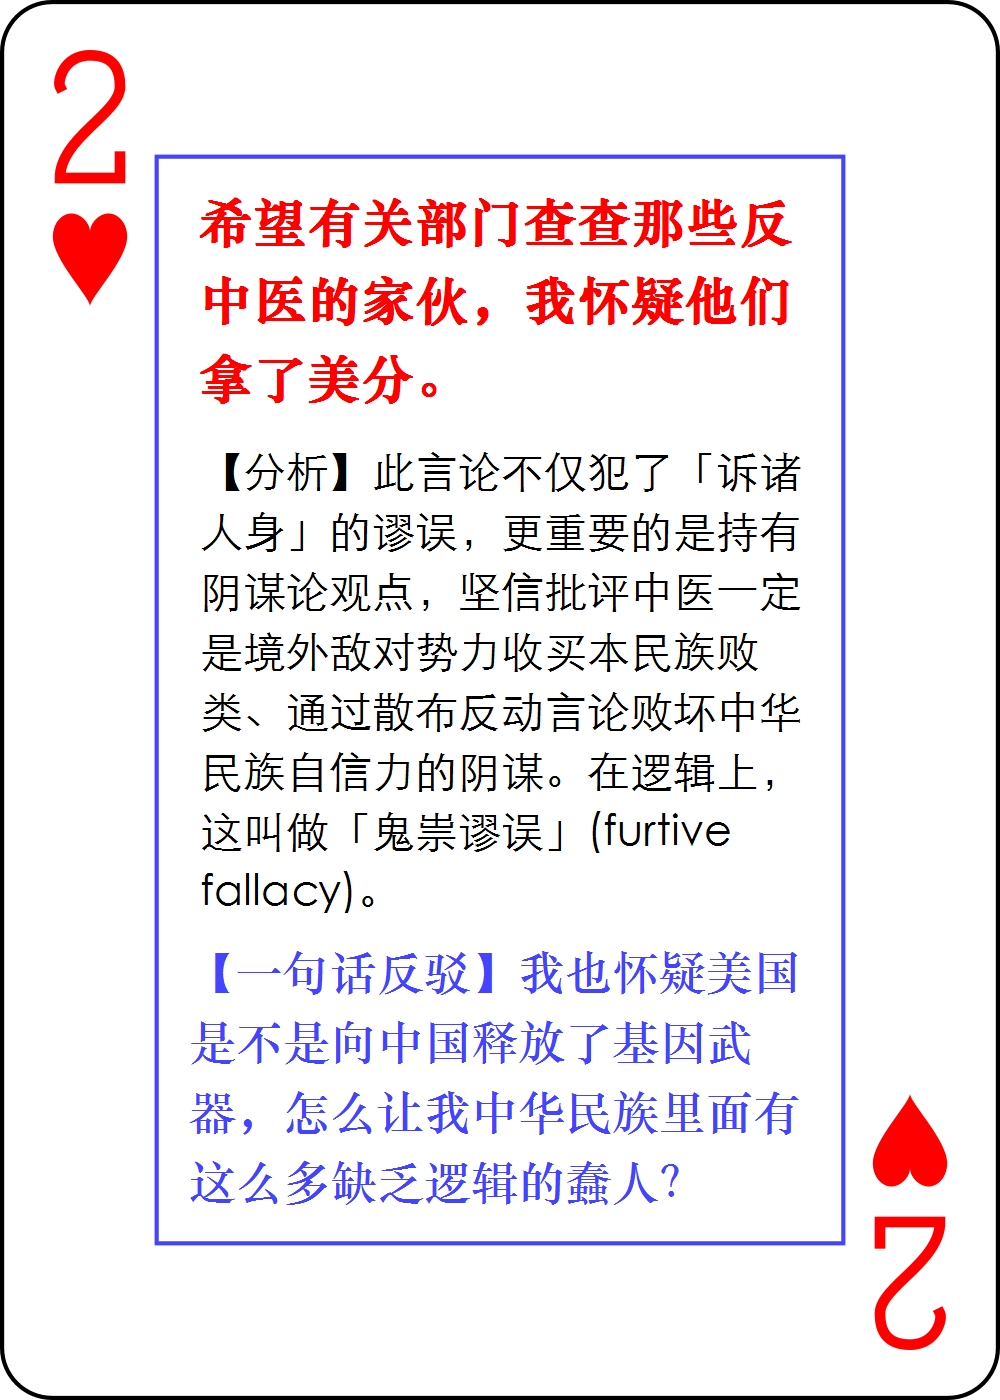 2
希望有关部门查查那些反
中医的家伙，我怀疑他们
拿了美分。
【分析】此言论不仅犯了「诉诸
人身」的谬误，更重要的是持有
阴谋论观点，坚信批评中医一定
是境外敌对势力收买本民族败
类、通过散布反动言论败坏中华
民族自信力的阴谋。在逻辑上，
这叫做「鬼祟谬误」(furtive
fallacy)。
【一句话反驳】我也怀疑美国
是不是向中国释放了基因武
器，怎么让我中华民族里面有
这么多缺乏逻辑的蠢人？
2